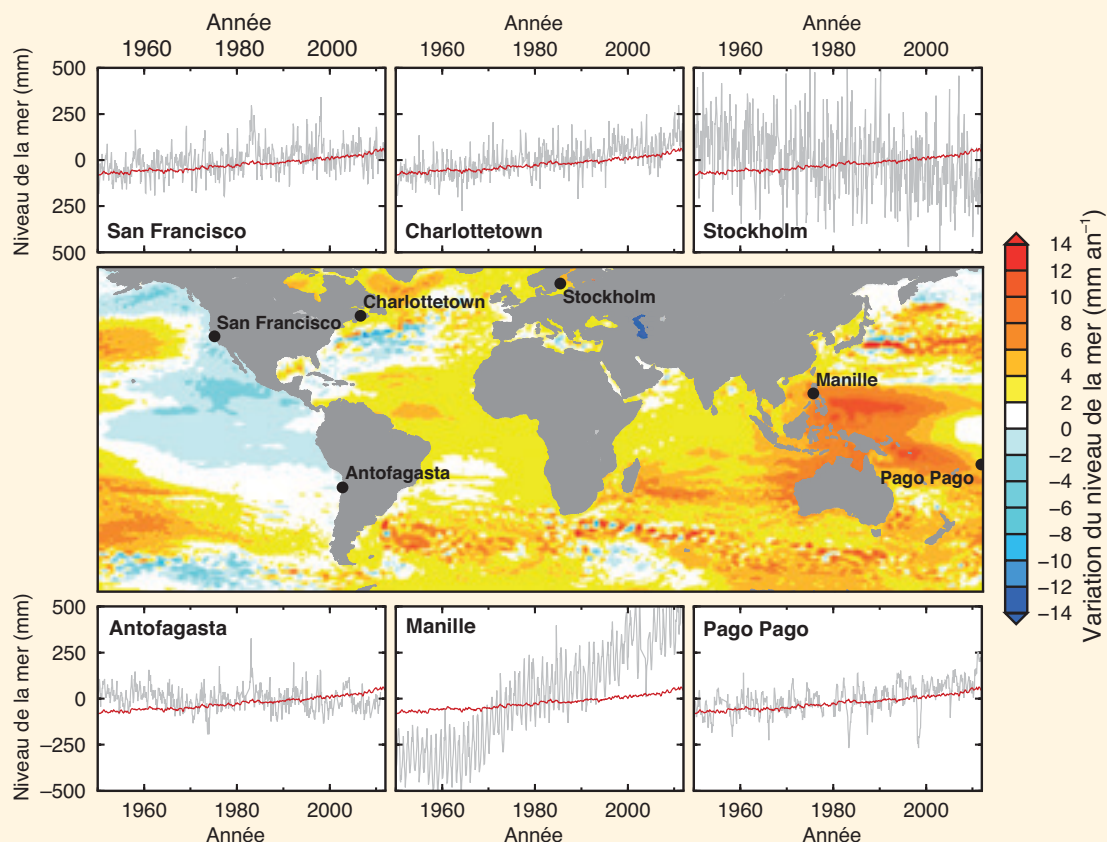 Année
Année
Année
1960 1980 2000
1960 1980 2000
1960 1980 2000
Niveau de la mer (mm)
500
250
0
250
500
San Francisco
Charlottetown
Stockholm
San Francisco
Charlottetown
Stockholm
Manille
Antofagasta
Pago Pago
14
12
10
8
6
4
2
0
−2
−4
−6
−8
−10
−12
−14
Variation du niveau de la mer (mm an⁻¹)
Niveau de la mer (mm)
500
250
0
−250
−500
Antofagasta
Manille
Pago Pago
1960 1980 2000
1960 1980 2000
1960 1980 2000
Année
Année
Année